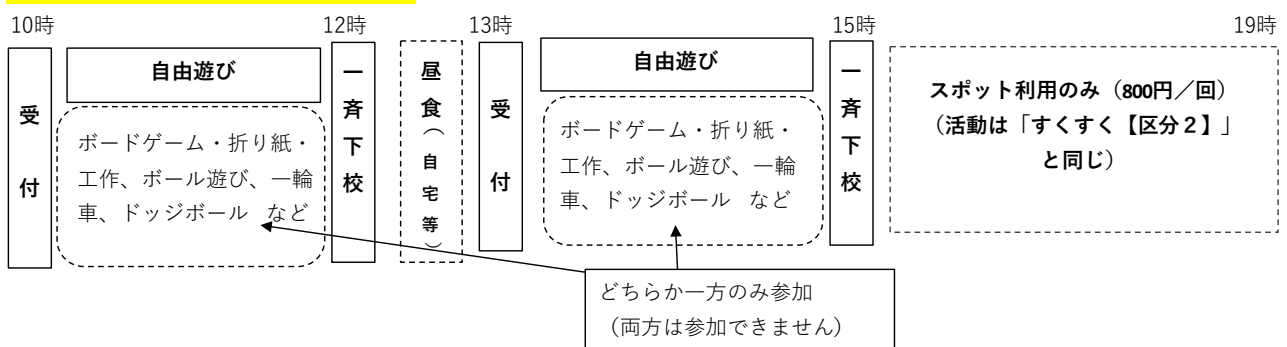 10時
12時
13時
15時
19時
受付
自由遊び
ボードゲーム・折り紙・
工作、ボール遊び、一輪
車、ドッジボール など
一斉下校
昼食(自宅等)
受付
自由遊び
ボードゲーム・折り紙・
工作、ボール遊び、一輪
車、ドッジボール など
一斉下校
スポット利用のみ(800円/回)
(活動は「すくすく【区分2】」
と同じ)
どちらか一方のみ参加
(両方は参加できません)